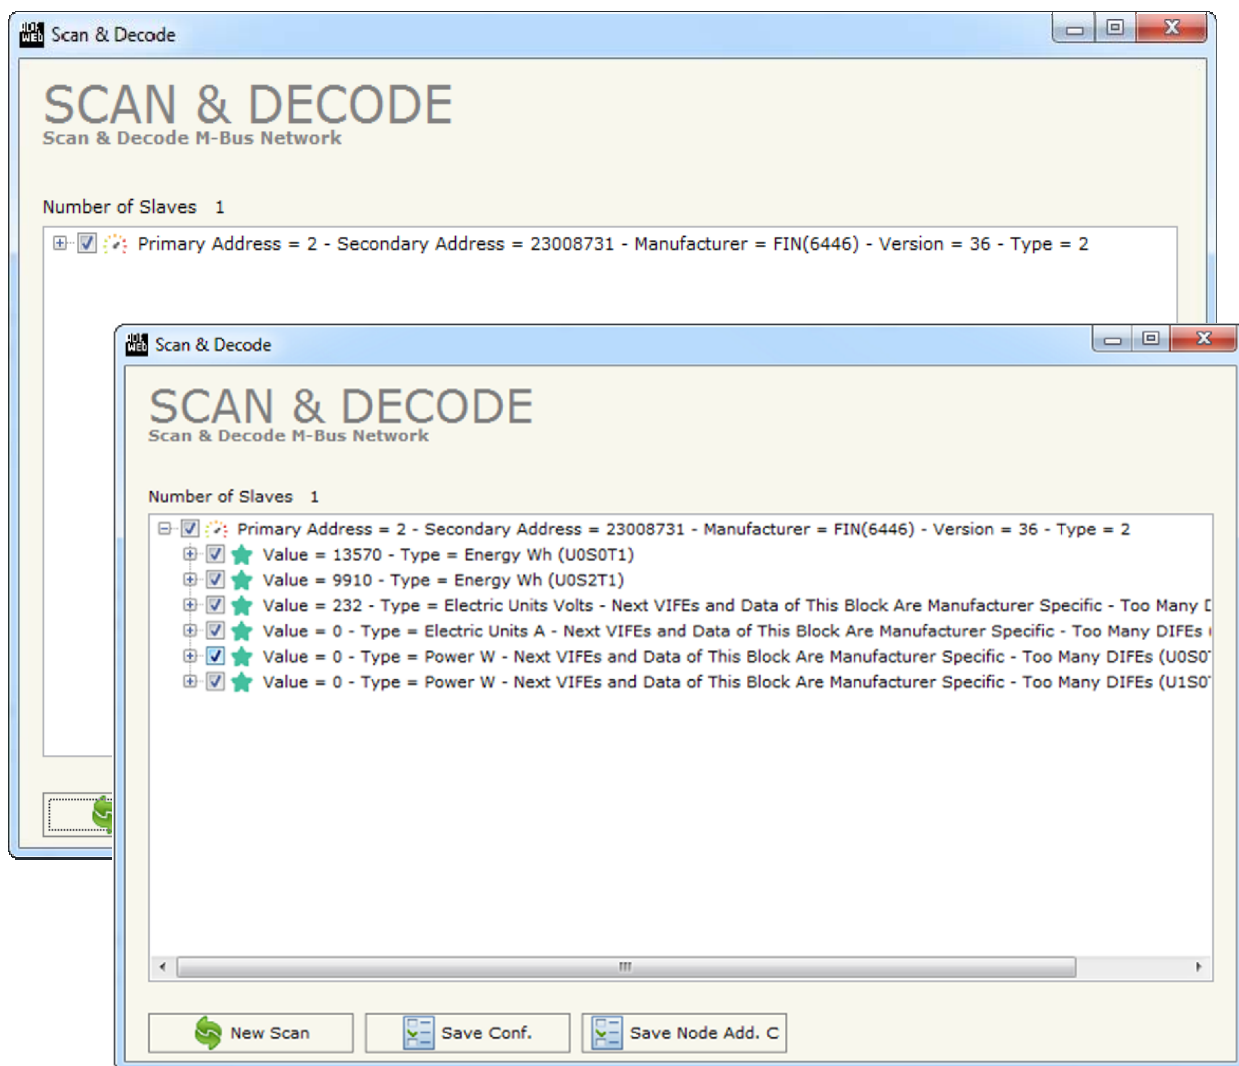 Scan & Decode
SCAN & DECODE
Scan & Decode M-Bus Network
Number of Slaves 1
Primary Address = 2 - Secondary Address = 23008731 - Manufacturer = FIN(6446) - Version = 36 - Type = 2
Scan & Decode
SCAN & DECODE
Scan & Decode M-Bus Network
Number of Slaves 1
Primary Address = 2 - Secondary Address = 23008731 - Manufacturer = FIN(6446) - Version = 36 - Type = 2
Value = 13570 - Type = Energy Wh (U0S0T1)
Value = 9910 - Type = Energy Wh (U0S2T1)
Value = 232 - Type = Electric Units Volts - Next VIFEs and Data of This Block Are Manufacturer Specific - Too Many
Value = 0 - Type = Electric Units A - Next VIFEs and Data of This Block Are Manufacturer Specific - Too Many DIFEs
Value = 0 - Type = Power W - Next VIFEs and Data of This Block Are Manufacturer Specific - Too Many DIFEs (U0S0
Value = 0 - Type = Power W - Next VIFEs and Data of This Block Are Manufacturer Specific - Too Many DIFEs (U1S0
New Scan
Save Conf.
Save Node Add. C